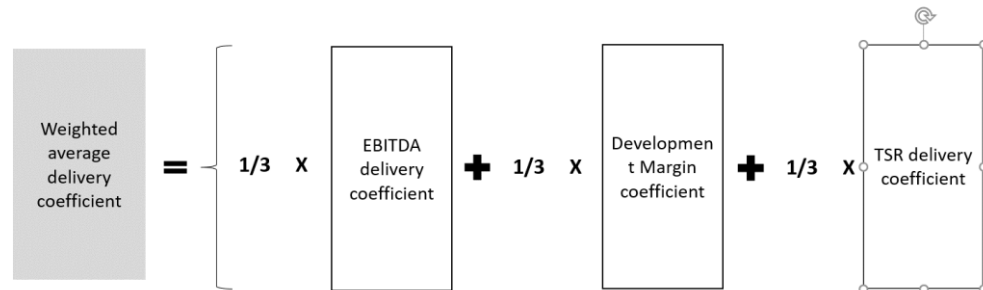 Weighted
average
delivery
coefficient
=
1/3 X
EBITDA
delivery
coefficient
+
1/3 X
Developmen
t Margin
coefficient
+
1/3 X
TSR delivery
coefficient